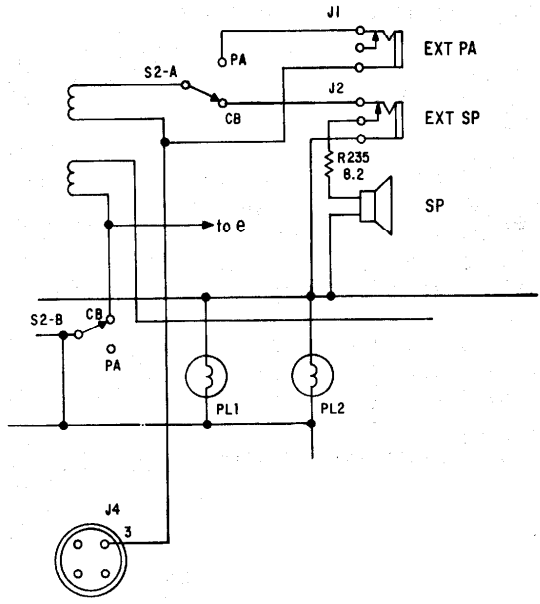 J1
EXT PA
PA
S2-A
J2
CB
EXT SP
R235
8.2
SP
to e
S2-B
CB
PA
PL1
PL2
J4
3